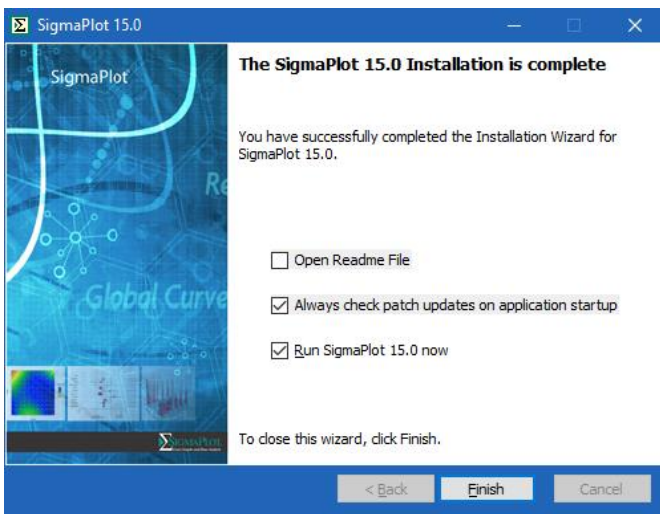 SigmaPlot 15.0
SigmaPlot
The SigmaPlot 15.0 Installation is complete
You have successfully completed the Installation Wizard for
SigmaPlot 15.0.
Re
Open Readme File
Global Curve
Always check patch updates on application startup
Run SigmaPlot 15.0 now
SIGMAPLOT
To close this wizard, click Finish.
< Back
Finish
Cancel